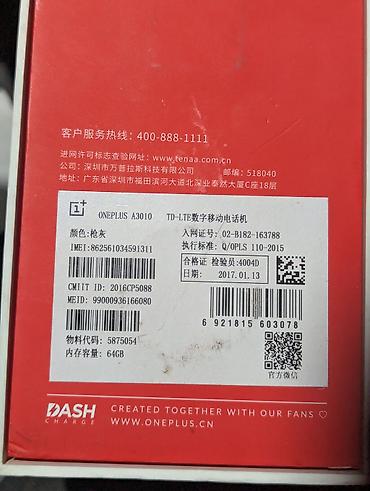 客户服务热线: 400-888-1111
进网许可标志查验网址: www.tenaa.com.cn
公司: 深圳市万普拉斯科技有限公司 邮编: 518040
地址: 广东省深圳市福田滨河大道北深业泰然大厦C座18层
1+ ONEPLUS A3010 TD-LTE数字移动电话机
颜色:枪灰 入网证号: 02-B182-163788
IMEI:862561034591311 执行标准: Q/OPLS 110-2015
合格证 检验员:4004D
日期: 2017.01.13
CMIIT ID: 2016CP5088
MEID: 99000936166080
6 921815 603078
物料代码: 5875054
内存容量: 64GB
官方微信
DASH CHARGE
CREATED TOGETHER WITH OUR FANS ♡
WWW.ONEPLUS.CN